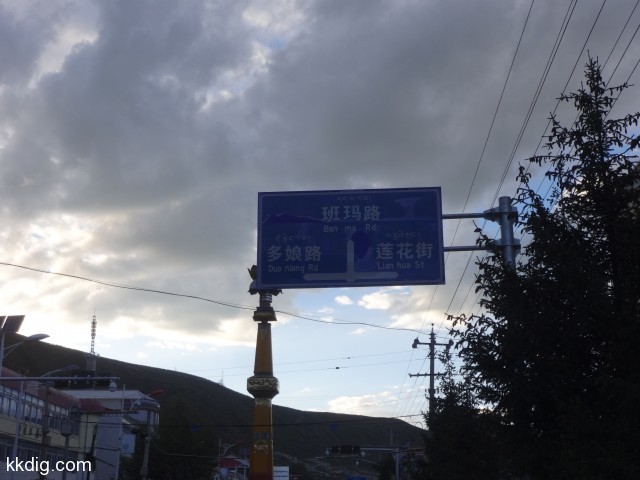 班玛路
Ban ma Rd
多娘路
Duo niang Rd
莲花街
Lian hua St
kkdig.com